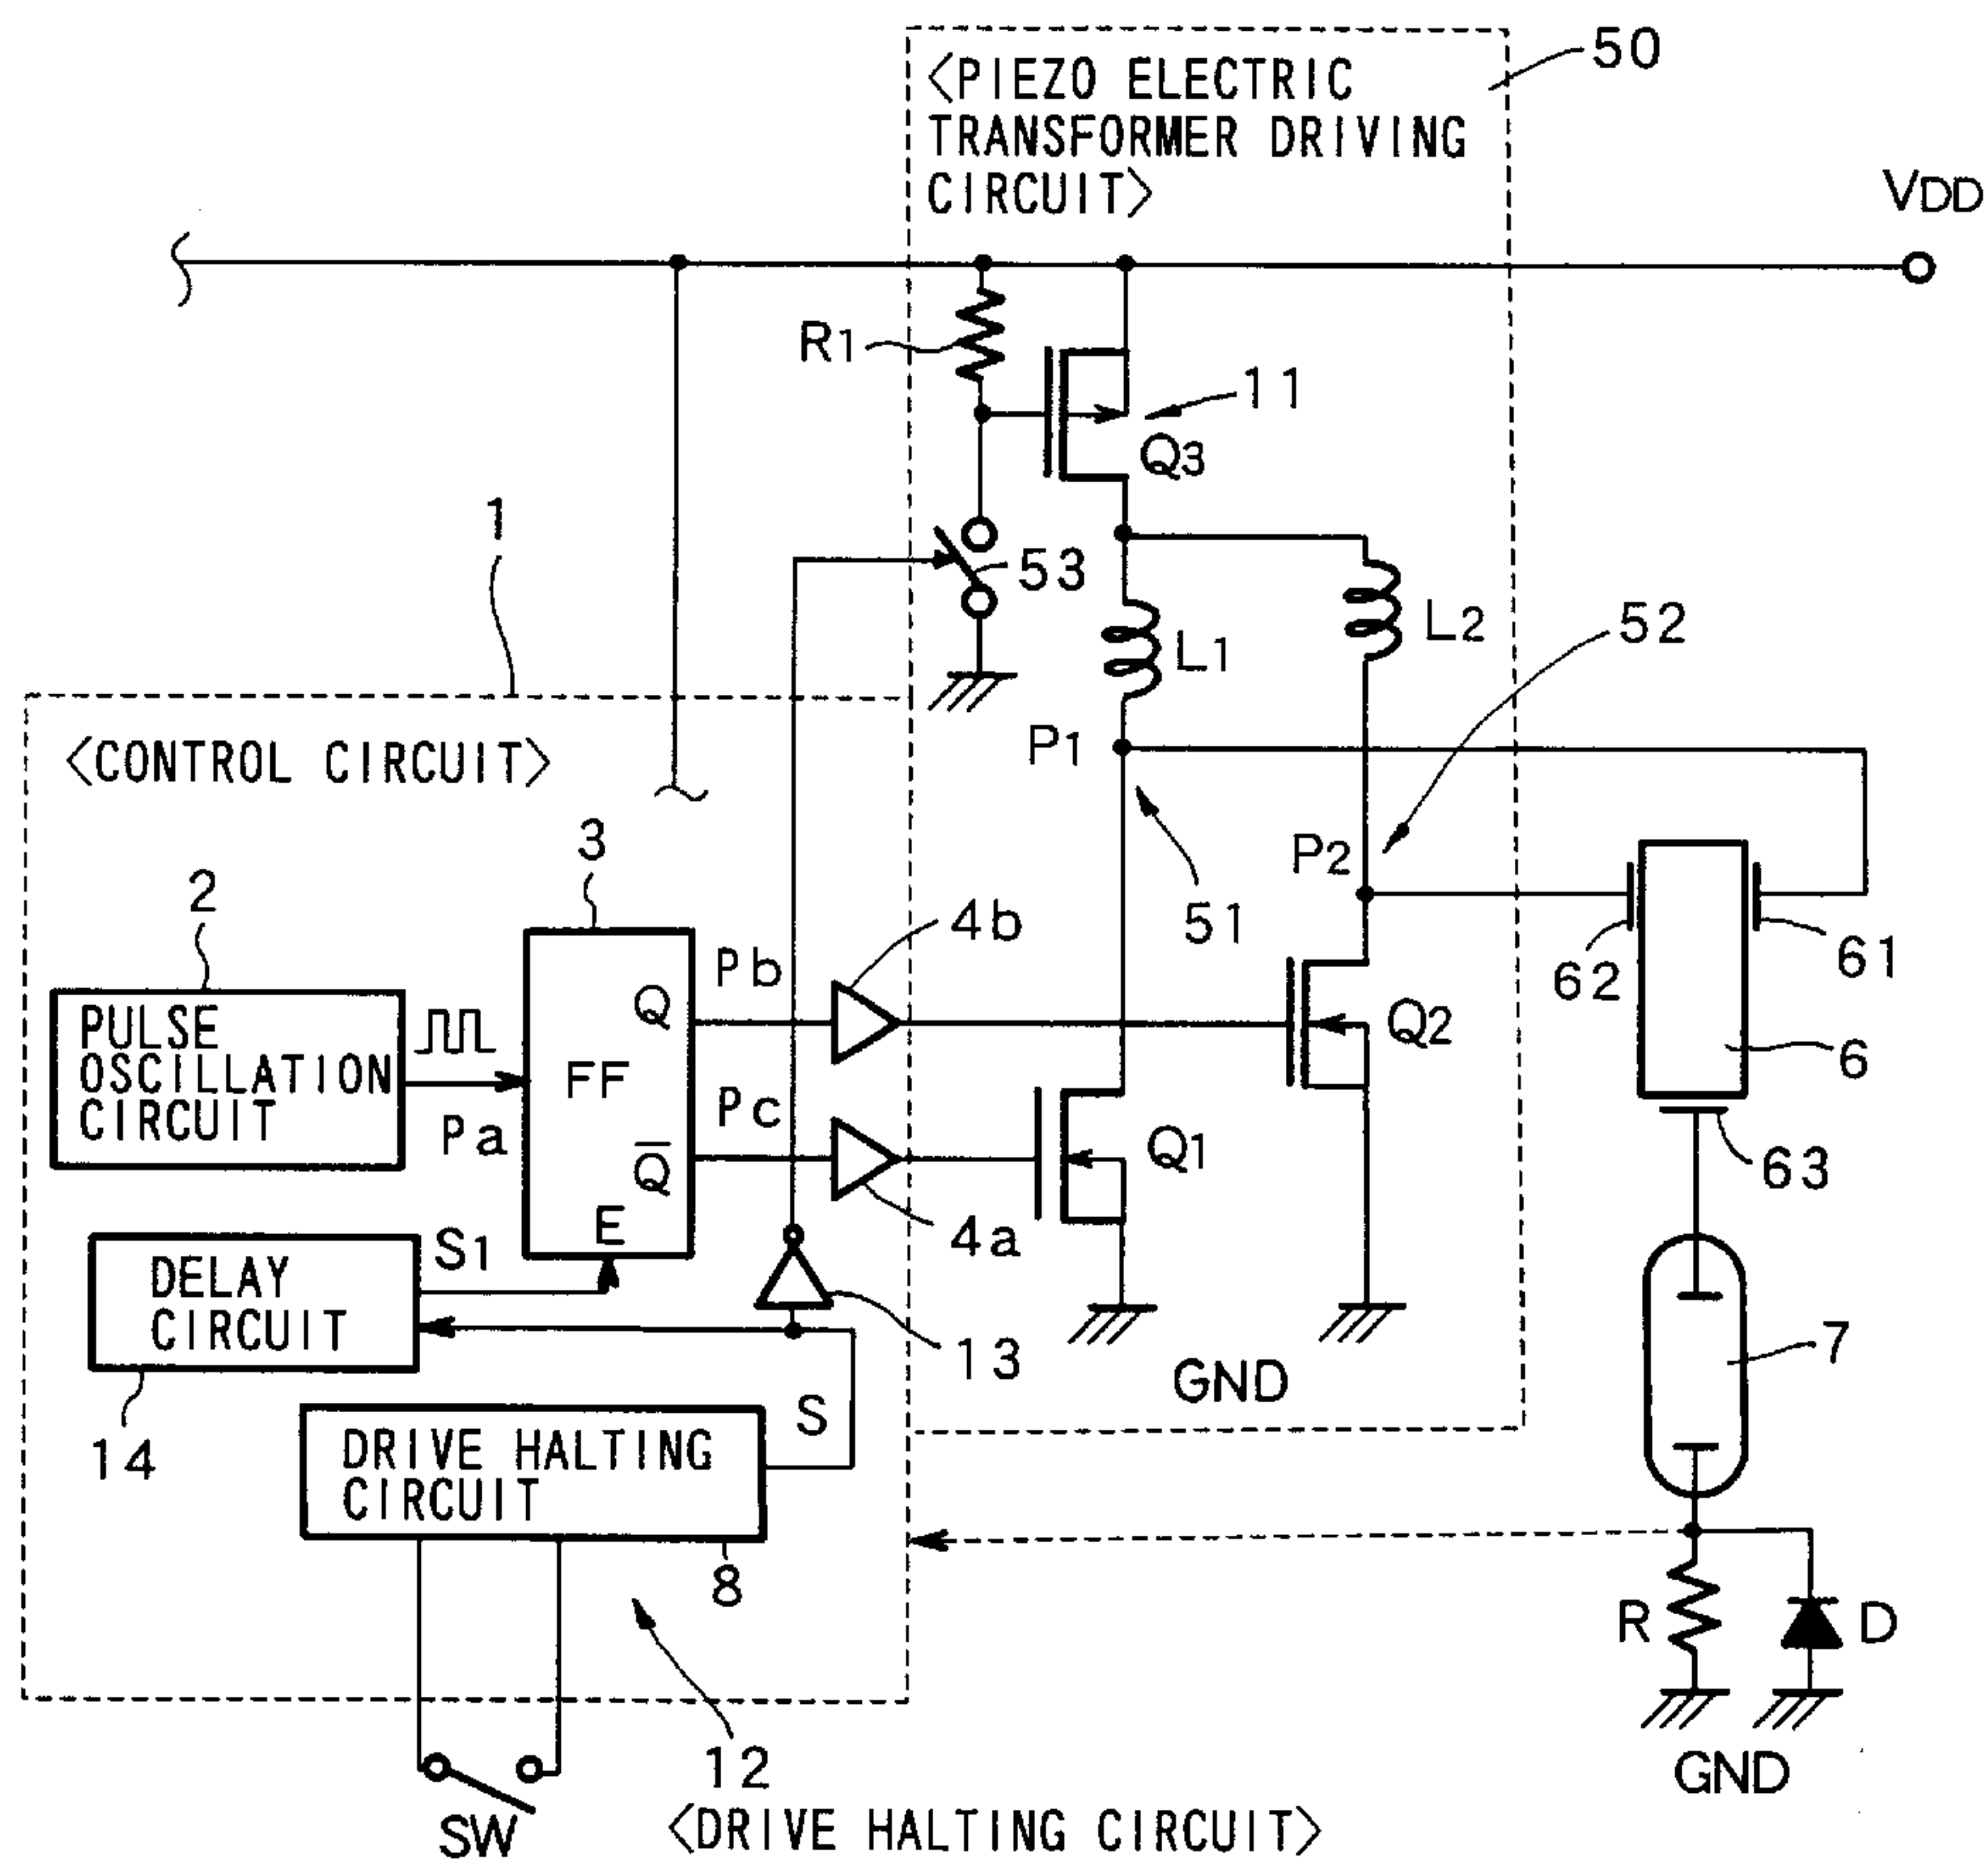 50
<PIEZO ELECTRIC
TRANSFORMER DRIVING
CIRCUIT>
VDD
R1
11
Q3
1
53
L1
L2
52
<CONTROL CIRCUIT>
P1
3
P2
2
4b
51
62
61
Pb
PULSE
OSCILLATION
CIRCUIT
Q
Q2
6
FF
Pa
Pc
Q1
Q̅
63
E
S1
4a
DELAY
CIRCUIT
13
7
GND
S
14
DRIVE HALTING
CIRCUIT
8
R
D
12
GND
SW
<DRIVE HALTING CIRCUIT>